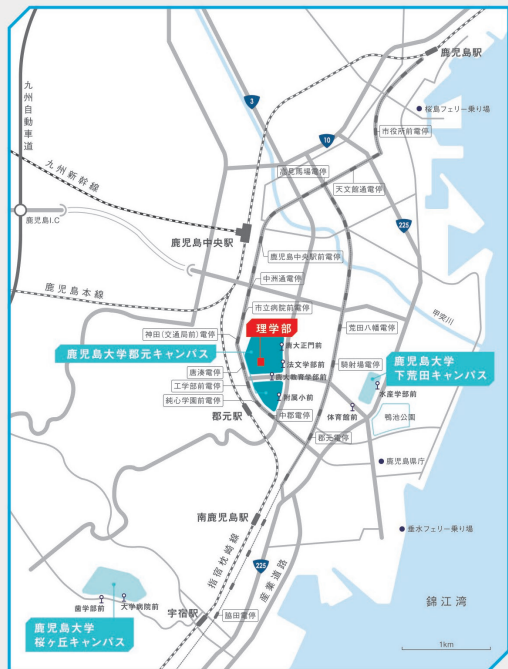 鹿児島駅
3
九州自動車道
桜島フェリー乗り場
10
市役所前電停
九州新幹線
高見馬場電停
天文館通電停
鹿児島I.C
225
鹿児島中央駅
鹿児島中央駅前電停
中洲通電停
鹿児島本線
甲突川
市立病院前電停
理学部
荒田八幡電停
神田(交通局前)電停
鹿大正門前
鹿児島大学郡元キャンパス
法文学部前
騎射場電停
鹿児島大学
下荒田キャンパス
唐湊電停
鹿大教育学部前
工学部前電停
水産学部前
純心学園前電停
附属小前
鴨池公園
郡元駅
中郡電停
体育館前
郡元電停
鹿児島県庁
南鹿児島駅
垂水フェリー乗り場
指宿枕崎線
225
産業道路
錦江湾
歯学部前
大学病院前
宇宿駅
脇田電停
鹿児島大学
桜ヶ丘キャンパス
1km